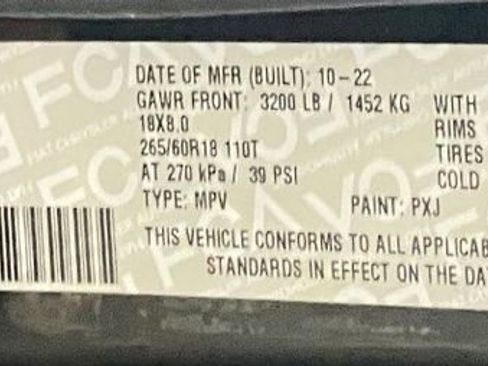 DATE OF MFR (BUILT): 10-22
GAWR FRONT: 3200 LB / 1452 KG WITH
18X8.0 RIMS
265/60R18 110T TIRES
AT 270 kPa / 39 PSI COLD
TYPE: MPV PAINT: PXJ
THIS VEHICLE CONFORMS TO ALL APPLICAB
STANDARDS IN EFFECT ON THE DA